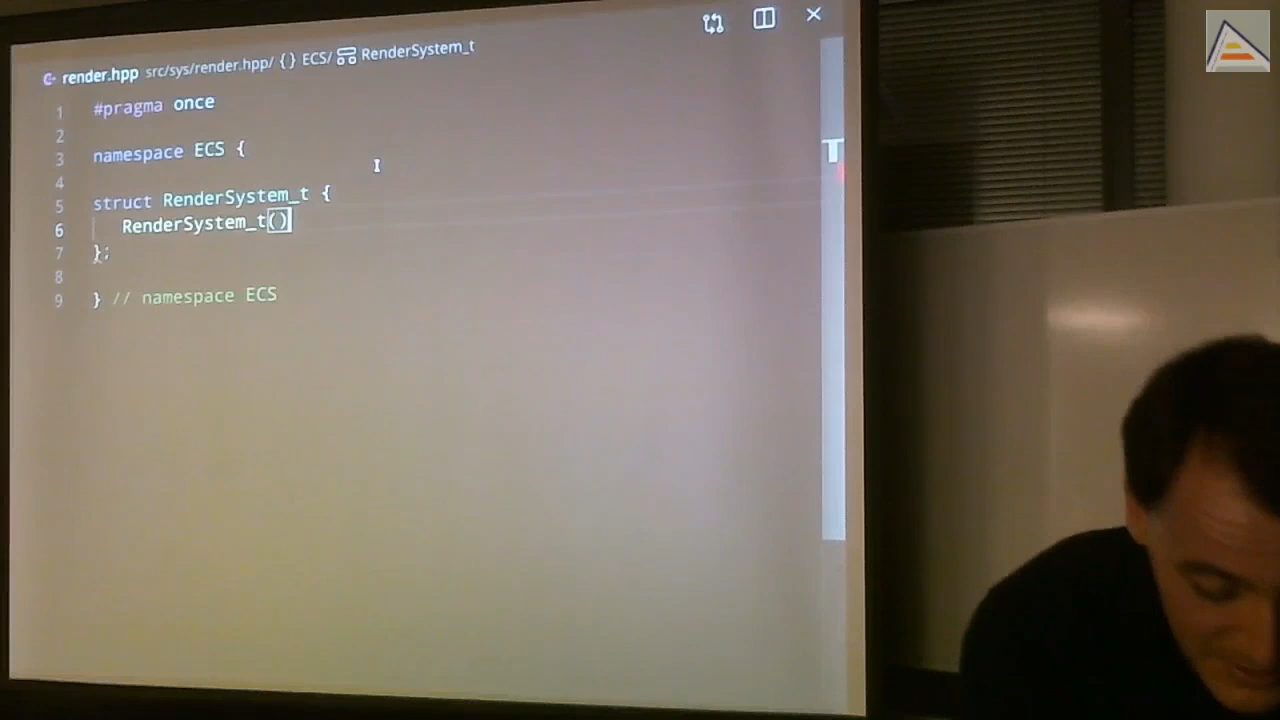 render.hpp src/sys/render.hpp/ {} ECS/ RenderSystem_t
1 #pragma once
2
3 namespace ECS {
4
5 struct RenderSystem_t {
6 RenderSystem_t()
7 };
8
9 } // namespace ECS